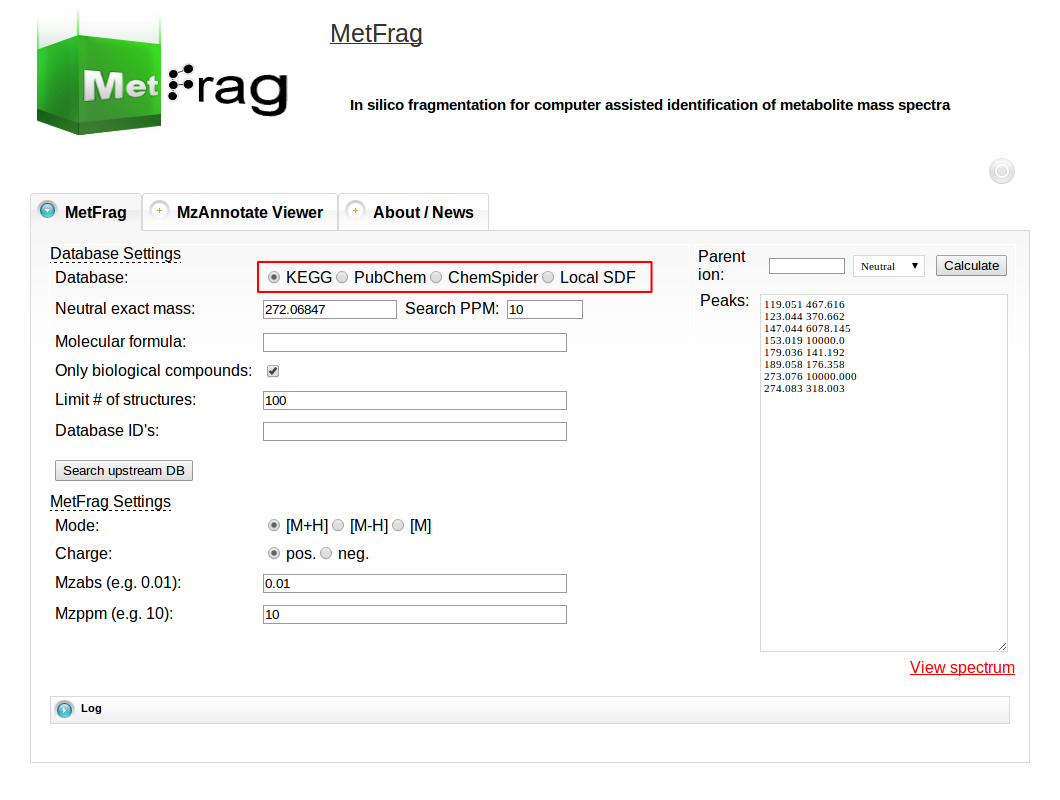 MetFrag
MetFrag
In silico fragmentation for computer assisted identification of metabolite mass spectra
MetFrag
MzAnnotate Viewer
About / News
Database Settings
Database: KEGG PubChem ChemSpider Local SDF
Neutral exact mass: 272.06847 Search PPM: 10
Molecular formula:
Only biological compounds:
Limit # of structures: 100
Database ID's:
Search upstream DB
MetFrag Settings
Mode: [M+H] [M-H] [M]
Charge: pos. neg.
Mzabs (e.g. 0.01): 0.01
Mzppm (e.g. 10): 10
Parent
ion: Neutral Calculate
Peaks:
119.051 467.616
123.044 370.662
147.044 6078.145
153.019 10000.0
179.036 141.192
189.058 176.358
273.076 10000.000
274.083 318.003
View spectrum
Log